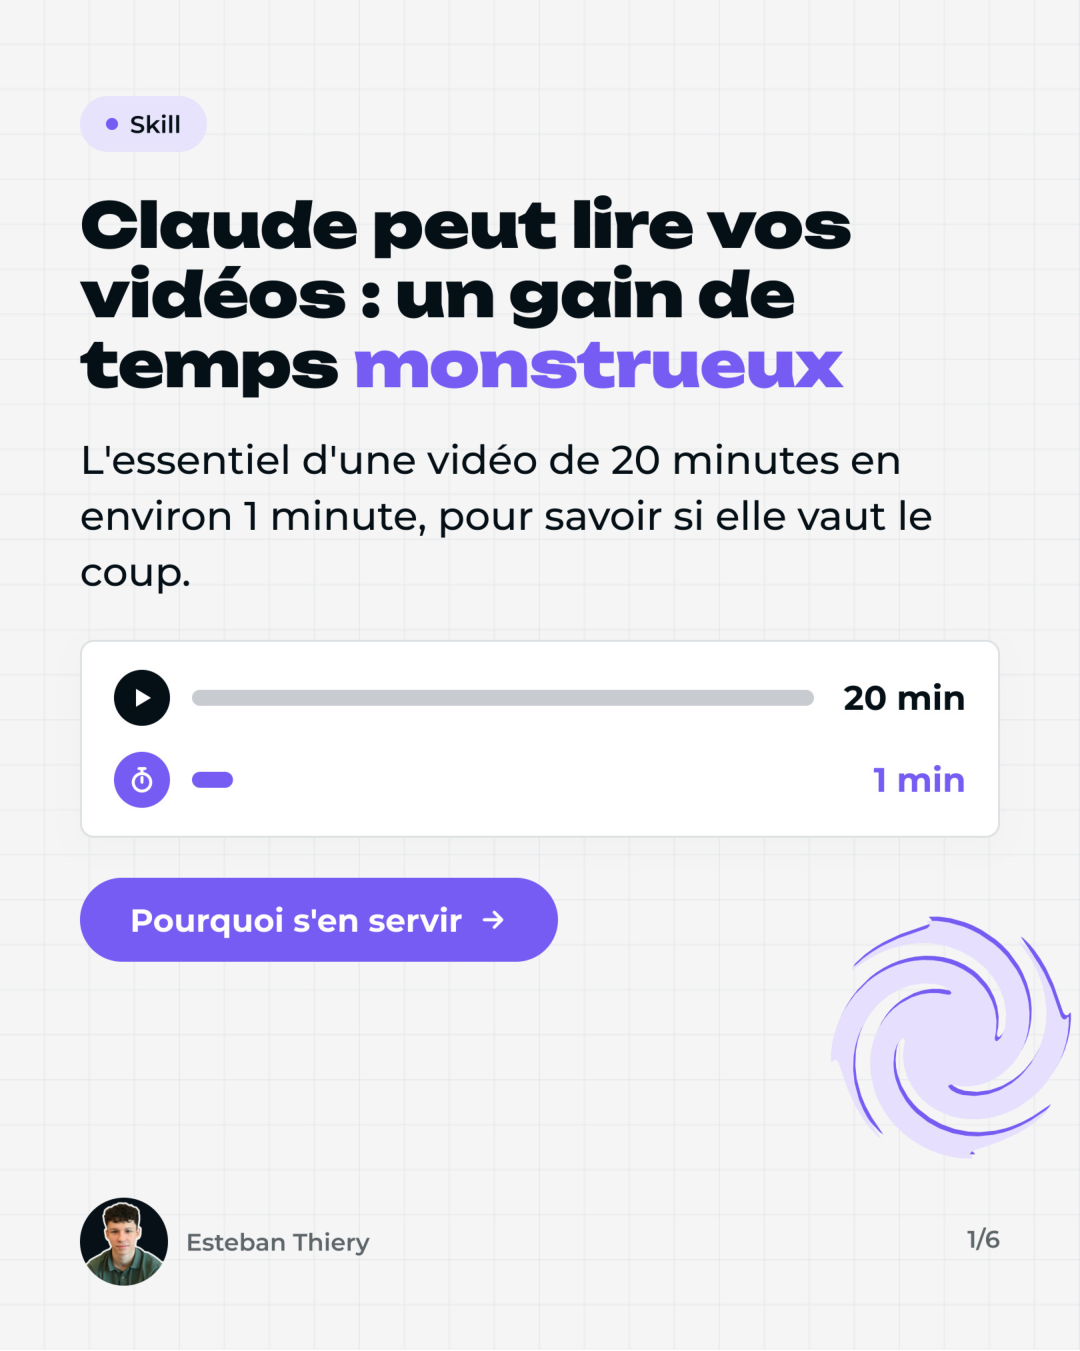 Skill
Claude peut lire vos
vidéos : un gain de
temps monstrueux
L'essentiel d'une vidéo de 20 minutes en
environ 1 minute, pour savoir si elle vaut le
coup.
20 min
1 min
Pourquoi s'en servir →
Esteban Thiery
1/6